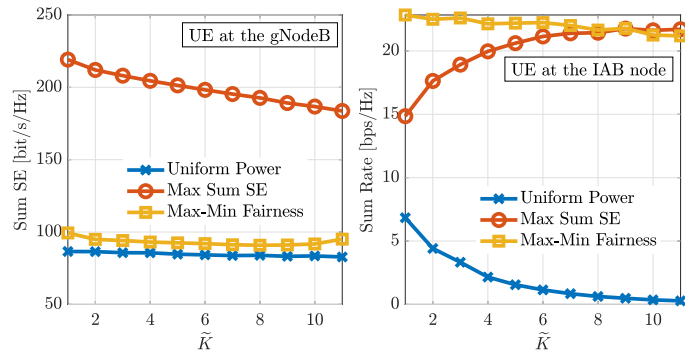 250
200
150
100
50
Sum SE [bit/s/Hz]
UE at the gNodeB
Uniform Power
Max Sum SE
Max-Min Fairness
2 4 6 8 10
K̃
20
15
10
5
0
Sum Rate [bps/Hz]
UE at the IAB node
Uniform Power
Max Sum SE
Max-Min Fairness
2 4 6 8 10
K̃